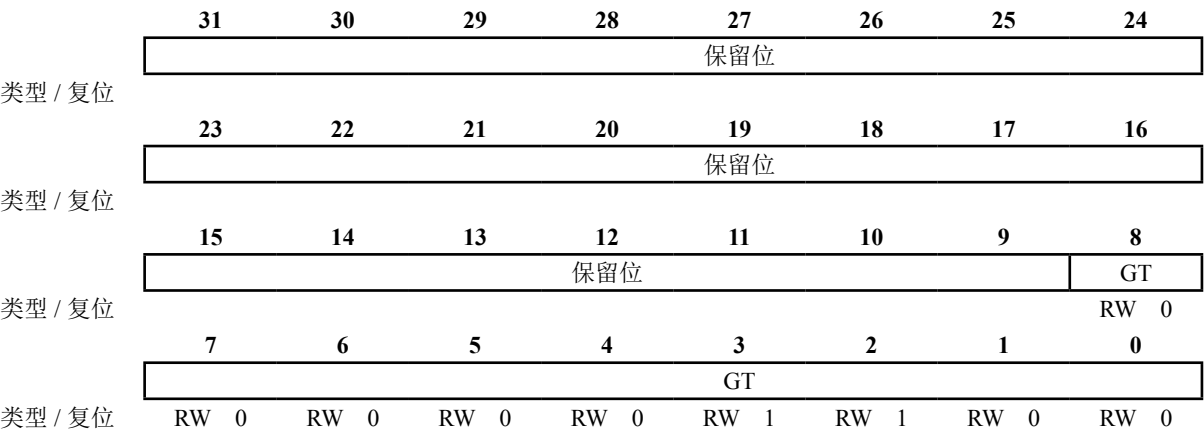 31 30 29 28 27 26 25 24
保留位
类型 / 复位
23 22 21 20 19 18 17 16
保留位
类型 / 复位
15 14 13 12 11 10 9 8
保留位 GT
类型 / 复位 RW 0
7 6 5 4 3 2 1 0
GT
类型 / 复位 RW 0 RW 0 RW 0 RW 0 RW 1 RW 1 RW 0 RW 0